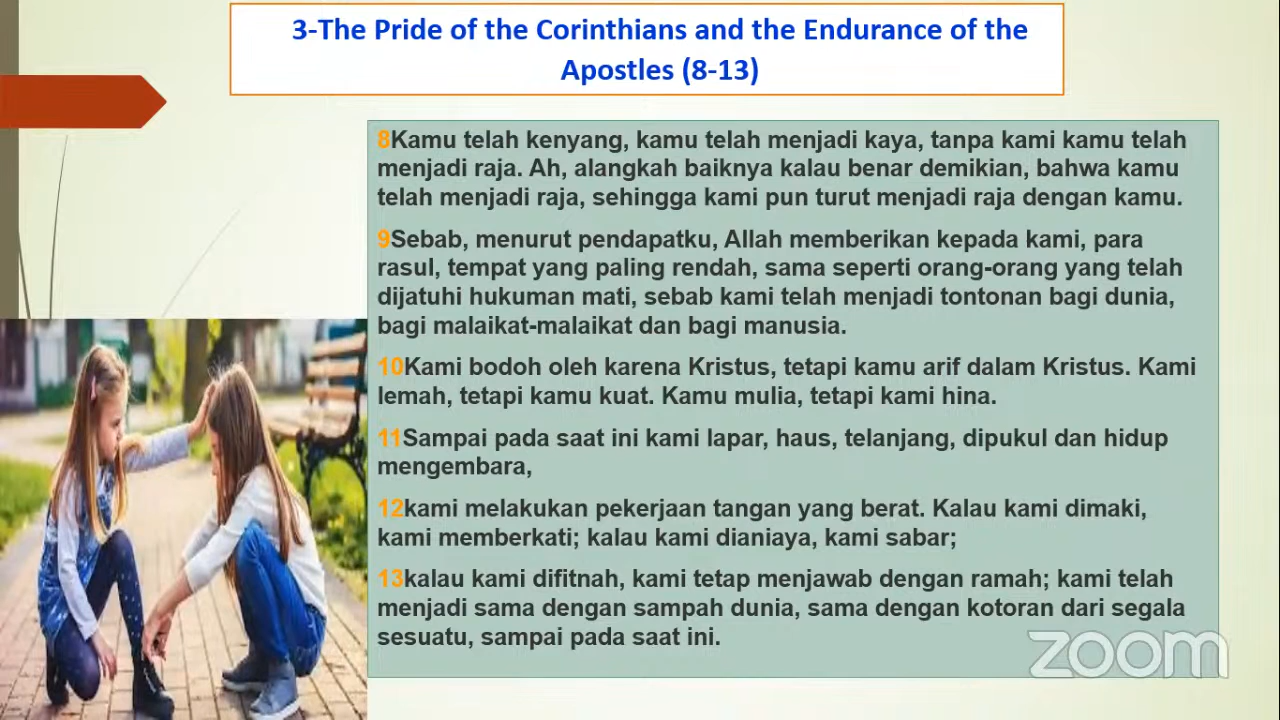 3-The Pride of the Corinthians and the Endurance of the
Apostles (8-13)
8Kamu telah kenyang, kamu telah menjadi kaya, tanpa kami kamu telah
menjadi raja. Ah, alangkah baiknya kalau benar demikian, bahwa kamu
telah menjadi raja, sehingga kami pun turut menjadi raja dengan kamu.
9Sebab, menurut pendapatku, Allah memberikan kepada kami, para
rasul, tempat yang paling rendah, sama seperti orang-orang yang telah
dijatuhi hukuman mati, sebab kami telah menjadi tontonan bagi dunia,
bagi malaikat-malaikat dan bagi manusia.
10Kami bodoh oleh karena Kristus, tetapi kamu arif dalam Kristus. Kami
lemah, tetapi kamu kuat. Kamu mulia, tetapi kami hina.
11Sampai pada saat ini kami lapar, haus, telanjang, dipukul dan hidup
mengembara,
12kami melakukan pekerjaan tangan yang berat. Kalau kami dimaki,
kami memberkati; kalau kami dianiaya, kami sabar;
13kalau kami difitnah, kami tetap menjawab dengan ramah; kami telah
menjadi sama dengan sampah dunia, sama dengan kotoran dari segala
sesuatu, sampai pada saat ini.
zoom